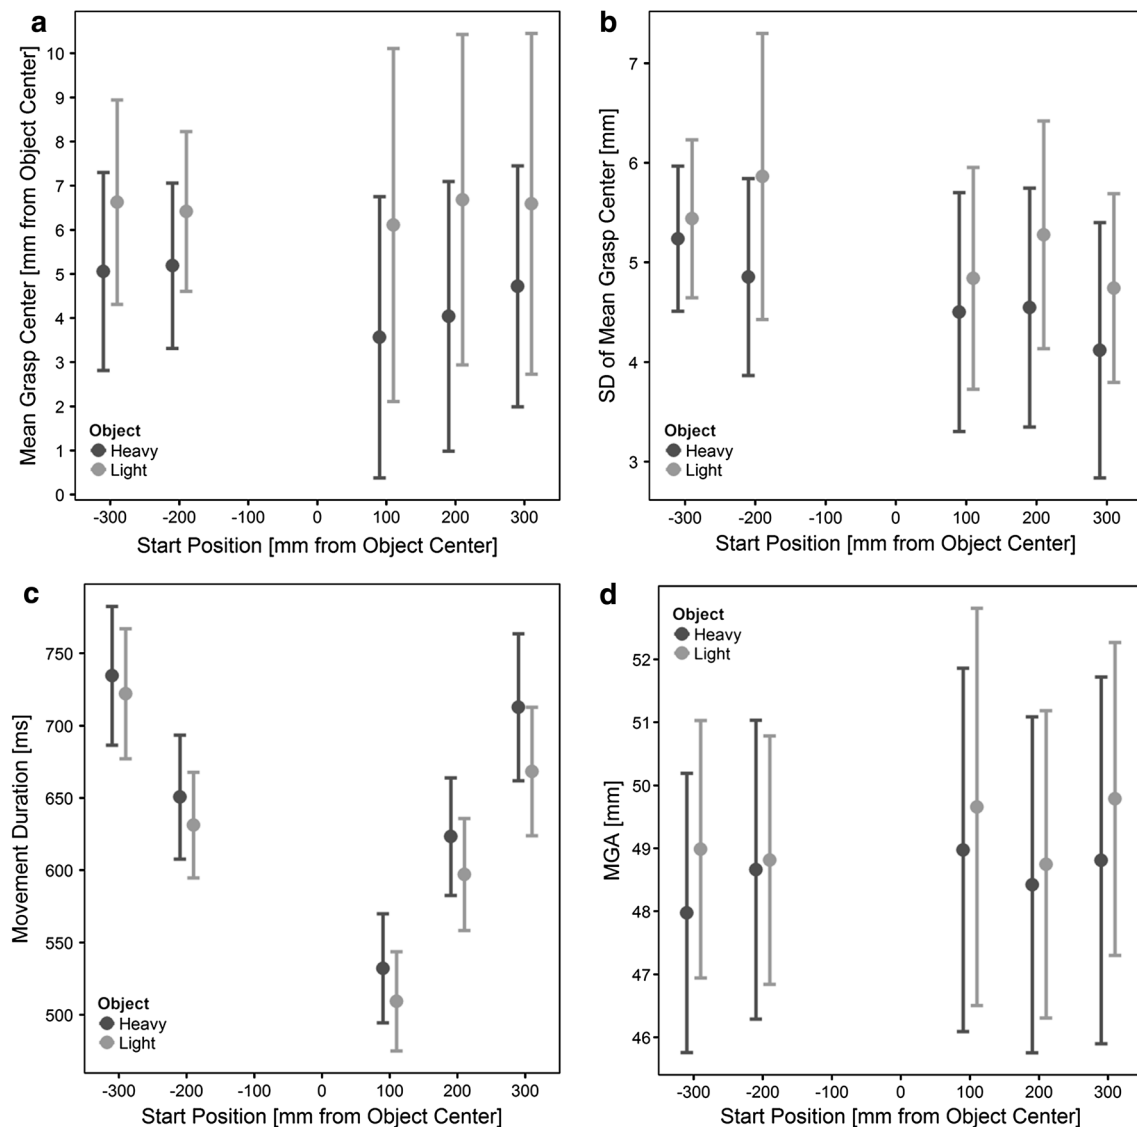 a
Mean Grasp Center [mm from Object Center]
10
9
8
7
6
5
4
3
2
1
0
Object
Heavy
Light
-300 -200 -100 0 100 200 300
Start Position [mm from Object Center]
b
SD of Mean Grasp Center [mm]
7
6
5
4
3
Object
Heavy
Light
-300 -200 -100 0 100 200 300
Start Position [mm from Object Center]
c
Movement Duration [ms]
750
700
650
600
550
500
Object
Heavy
Light
-300 -200 -100 0 100 200 300
Start Position [mm from Object Center]
d
MGA [mm]
Object
Heavy
Light
52
51
50
49
48
47
46
-300 -200 -100 0 100 200 300
Start Position [mm from Object Center]